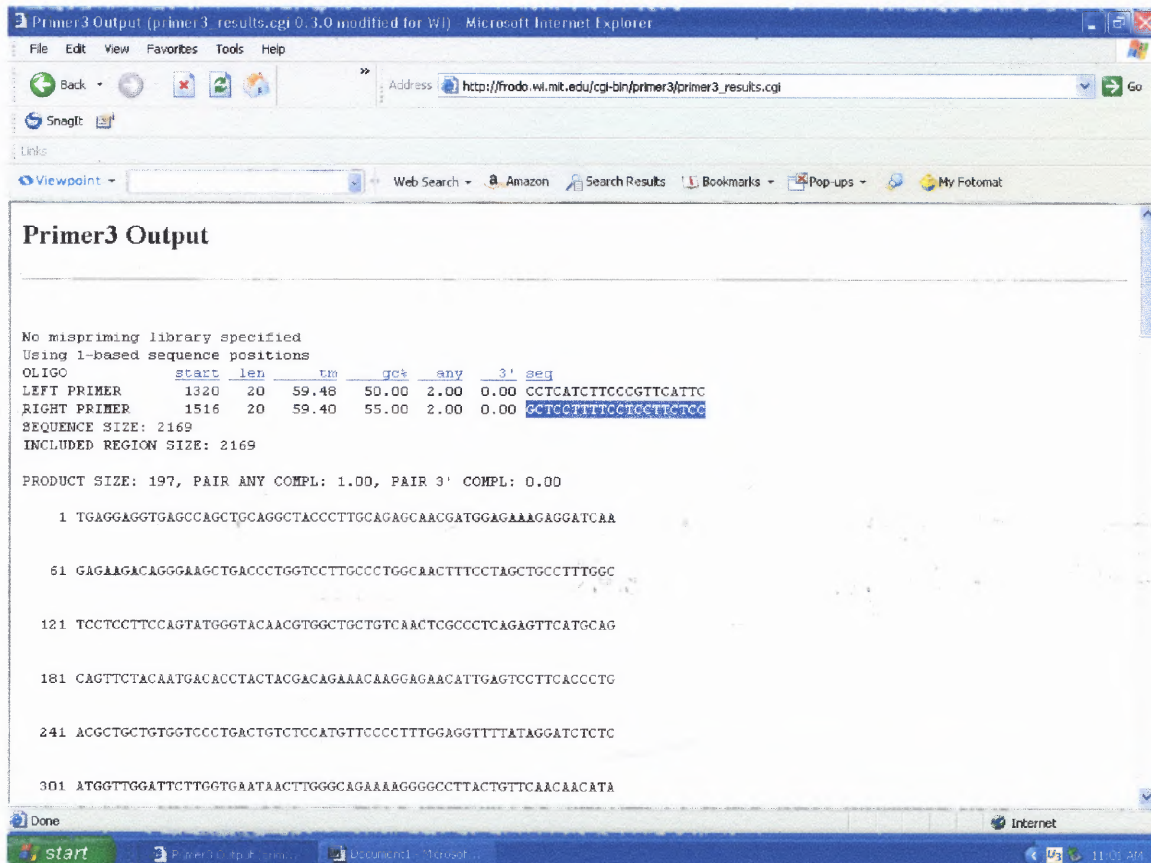 Primer3 Output (primer3_results.cgi 0.3.0 modified for WI) - Microsoft Internet Explorer
File Edit View Favorites Tools Help
Back
Address http://frodo.wi.mit.edu/cgi-bin/primer3/primer3_results.cgi Go
SnagIt
Links
Viewpoint Web Search Amazon Search Results Bookmarks Pop-ups My Fotomat
Primer3 Output
No mispriming library specified
Using 1-based sequence positions
OLIGO start len tm gc% any 3' seq
LEFT PRIMER 1320 20 59.48 50.00 2.00 0.00 CCTCATCTTCCCGTTCATTC
RIGHT PRIMER 1516 20 59.40 55.00 2.00 0.00 GCTCCTTTTCCTCCTTCTCC
SEQUENCE SIZE: 2169
INCLUDED REGION SIZE: 2169
PRODUCT SIZE: 197, PAIR ANY COMPL: 1.00, PAIR 3' COMPL: 0.00
1 TGAGGAGGTGAGCCAGCTGCAGGCTACCCTTGCAGAGCAACGATGGAGAAAGAGGATCAA
61 GAGAAGACAGGGAAGCTGACCCTGGTCCTTGCCCTGGCAACTTTCCTAGCTGCCTTTGGC
121 TCCTCCTTCCAGTATGGGTACAACGTGGCTGCTGTCAACTCGCCCTCAGAGTTCATGCAG
181 CAGTTCTACAATGACACCTACTACGACAGAAACAAGGAGAACATTGAGTCCTTCACCCTG
241 ACGCTGCTGTGGTCCCTGACTGTCTCCATGTTCCCCTTTGGAGGTTTTATAGGATCTCTC
301 ATGGTTGGATTCTTGGTGAATAACTTGGGCAGAAAAGGGGCCTTACTGTTCAACAACATA
Done Internet
start Document1 - Microsof... 11:01 AM